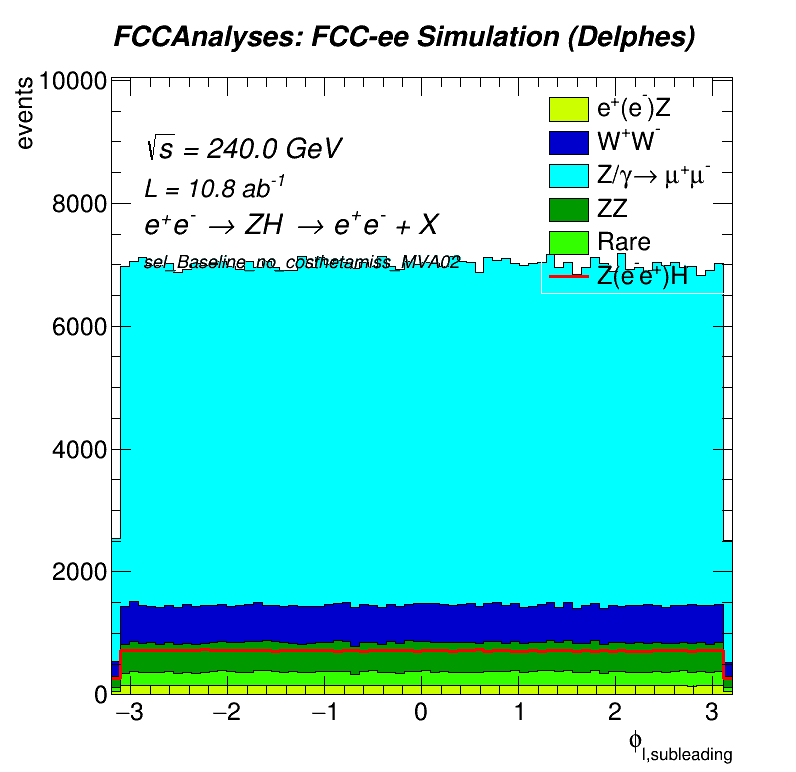 FCCAnalyses: FCC-ee Simulation (Delphes)
events
10000
8000
6000
4000
2000
0
√s = 240.0 GeV
L = 10.8 ab⁻¹
e⁺e⁻ → ZH → e⁺e⁻ + X
sel_Baseline_no_costhetamiss_MVA02
e⁺(e⁻)Z
W⁺W⁻
Z/γ→ μ⁺μ⁻
ZZ
Rare
Z(e⁻e⁺)H
−3 −2 −1 0 1 2 3
ϕ_l,subleading